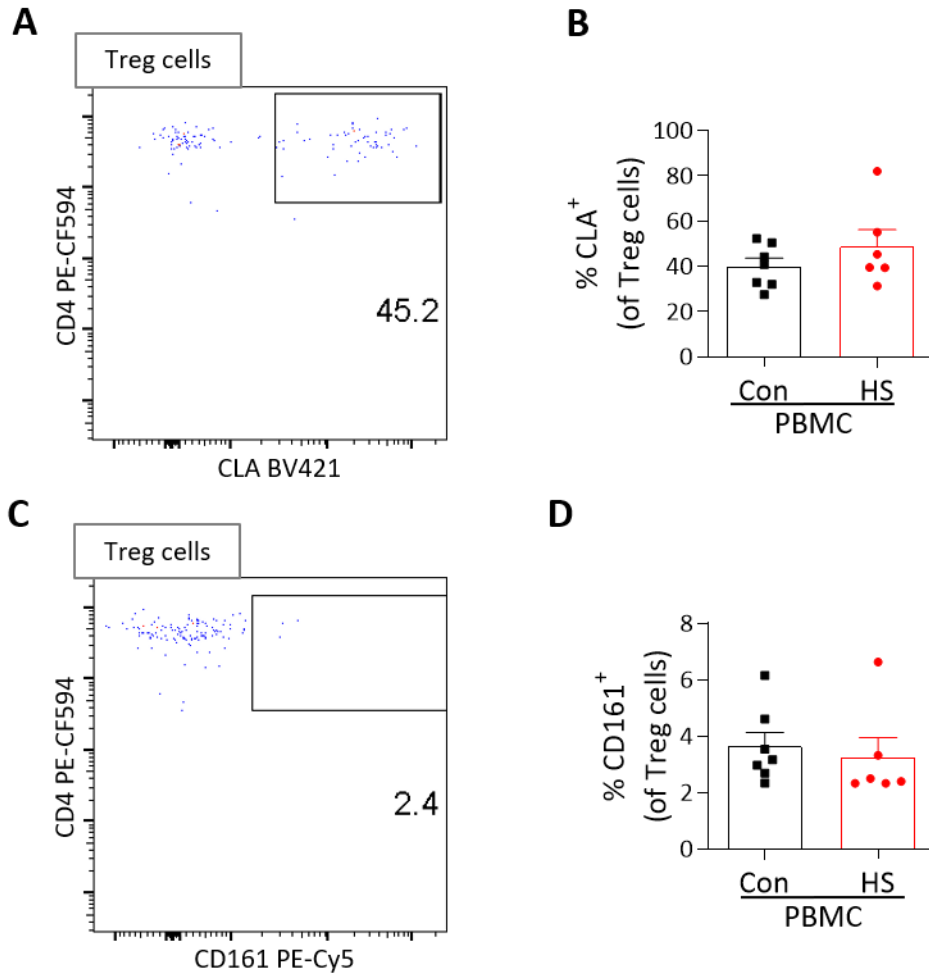 A
Treg cells
CD4 PE-CF594
45.2
CLA BV421
B
% CLA+
(of Treg cells)
100
80
60
40
20
0
Con HS
PBMC
C
Treg cells
CD4 PE-CF594
2.4
CD161 PE-Cy5
D
% CD161+
(of Treg cells)
8
6
4
2
0
Con HS
PBMC